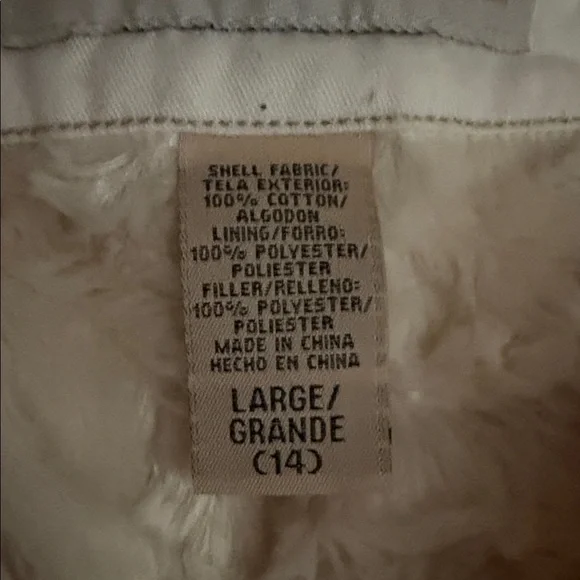 SHELL FABRIC/
TELA EXTERIOR:
100% COTTON/
ALGODON
LINING/FORRO:
100% POLYESTER/
POLIESTER
FILLER/RELLENO:
100% POLYESTER/
POLIESTER
MADE IN CHINA
HECHO EN CHINA
LARGE/
GRANDE
(14)